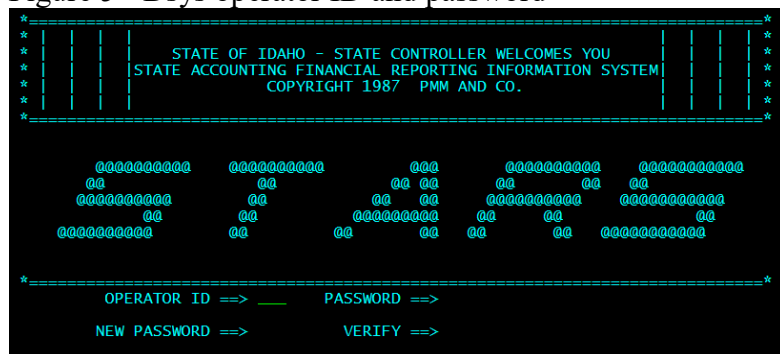 *==============================================================================*
* | | | | STATE OF IDAHO - STATE CONTROLLER WELCOMES YOU | | | | *
* | | | |STATE ACCOUNTING FINANCIAL REPORTING INFORMATION SYSTEM| | | | *
* | | | | COPYRIGHT 1987 PMM AND CO. | | | | *
*==============================================================================*
@@@@@@@@@@ @@@@@@@@@@ @@@ @@@@@@@@@@ @@@@@@@@@@@
@@ @@ @@ @@ @@ @@ @@
@@@@@@@@@@ @@ @@ @@ @@@@@@@@@@ @@@@@@@@@@@
@@ @@ @@@@@@@@@ @@ @@ @@
@@@@@@@@@@ @@ @@ @@ @@ @@ @@@@@@@@@@@
*==============================================================================*
OPERATOR ID ==> ___ PASSWORD ==>
NEW PASSWORD ==> VERIFY ==>